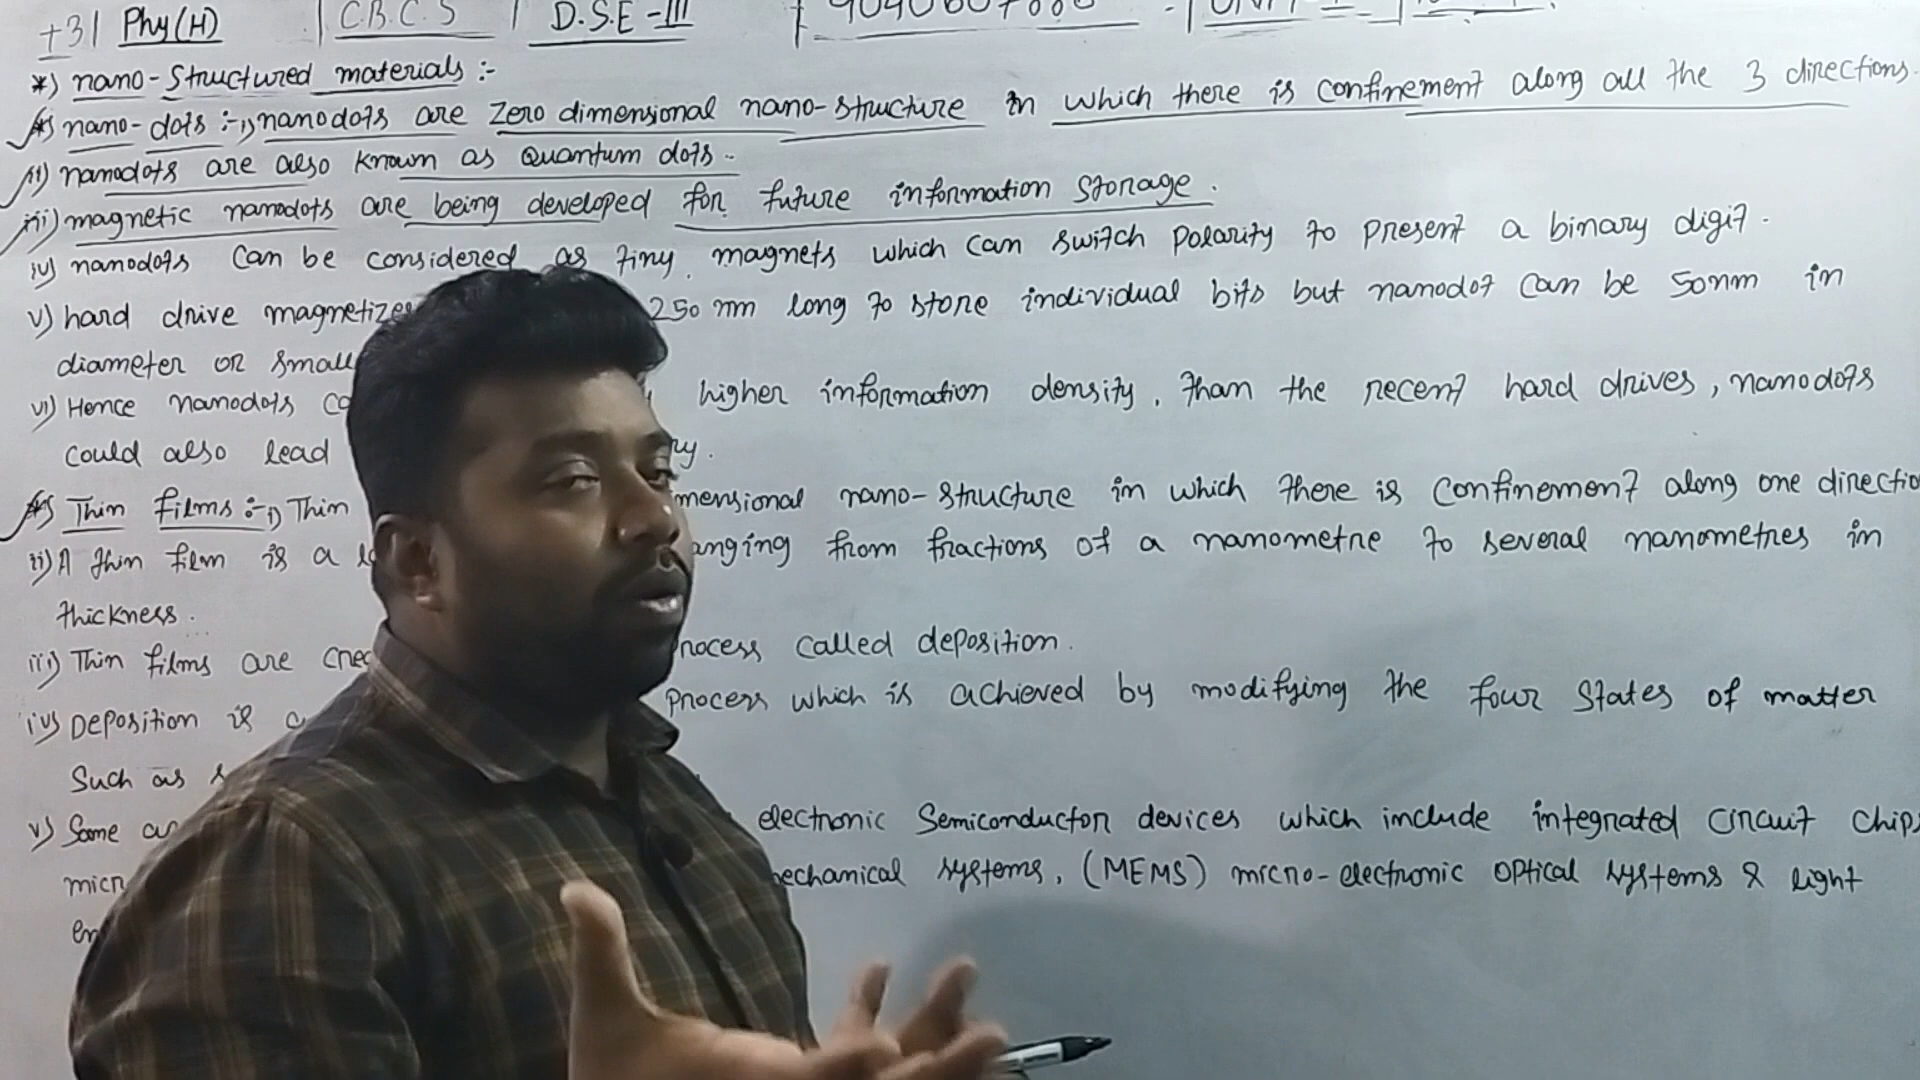 +3 | Phy(H) | C.B.C.S | D.S.E-III
*) nano-Structured materials :-
*) nano-dots :- i) nanodots are Zero dimensional nano-structure in which there is confinement along all the 3 directions.
ii) nanodots are also known as Quantum dots.
iii) magnetic nanodots are being developed for future information storage.
iv) nanodots can be considered as tiny magnets which can switch polarity to present a binary digit.
v) hard drive 250 nm long to store individual bits but nanodot can be 50nm in
diameter or
vi) Hence nanodots higher information density, than the recent hard drives, nanodots
could also lead
*) Thin films :- i) Thin nano-structure in which there is confinement along one
ii) A thin film is a from fractions of a nanometre to several nanometres in
thickness.
iii) Thin films are called deposition.
iv) Deposition is process which is achieved by modifying the four states of matter
Such as
v) Some electronic Semiconductor devices which include integrated circuit chips
systems, (MEMS) micro-electronic optical systems & light